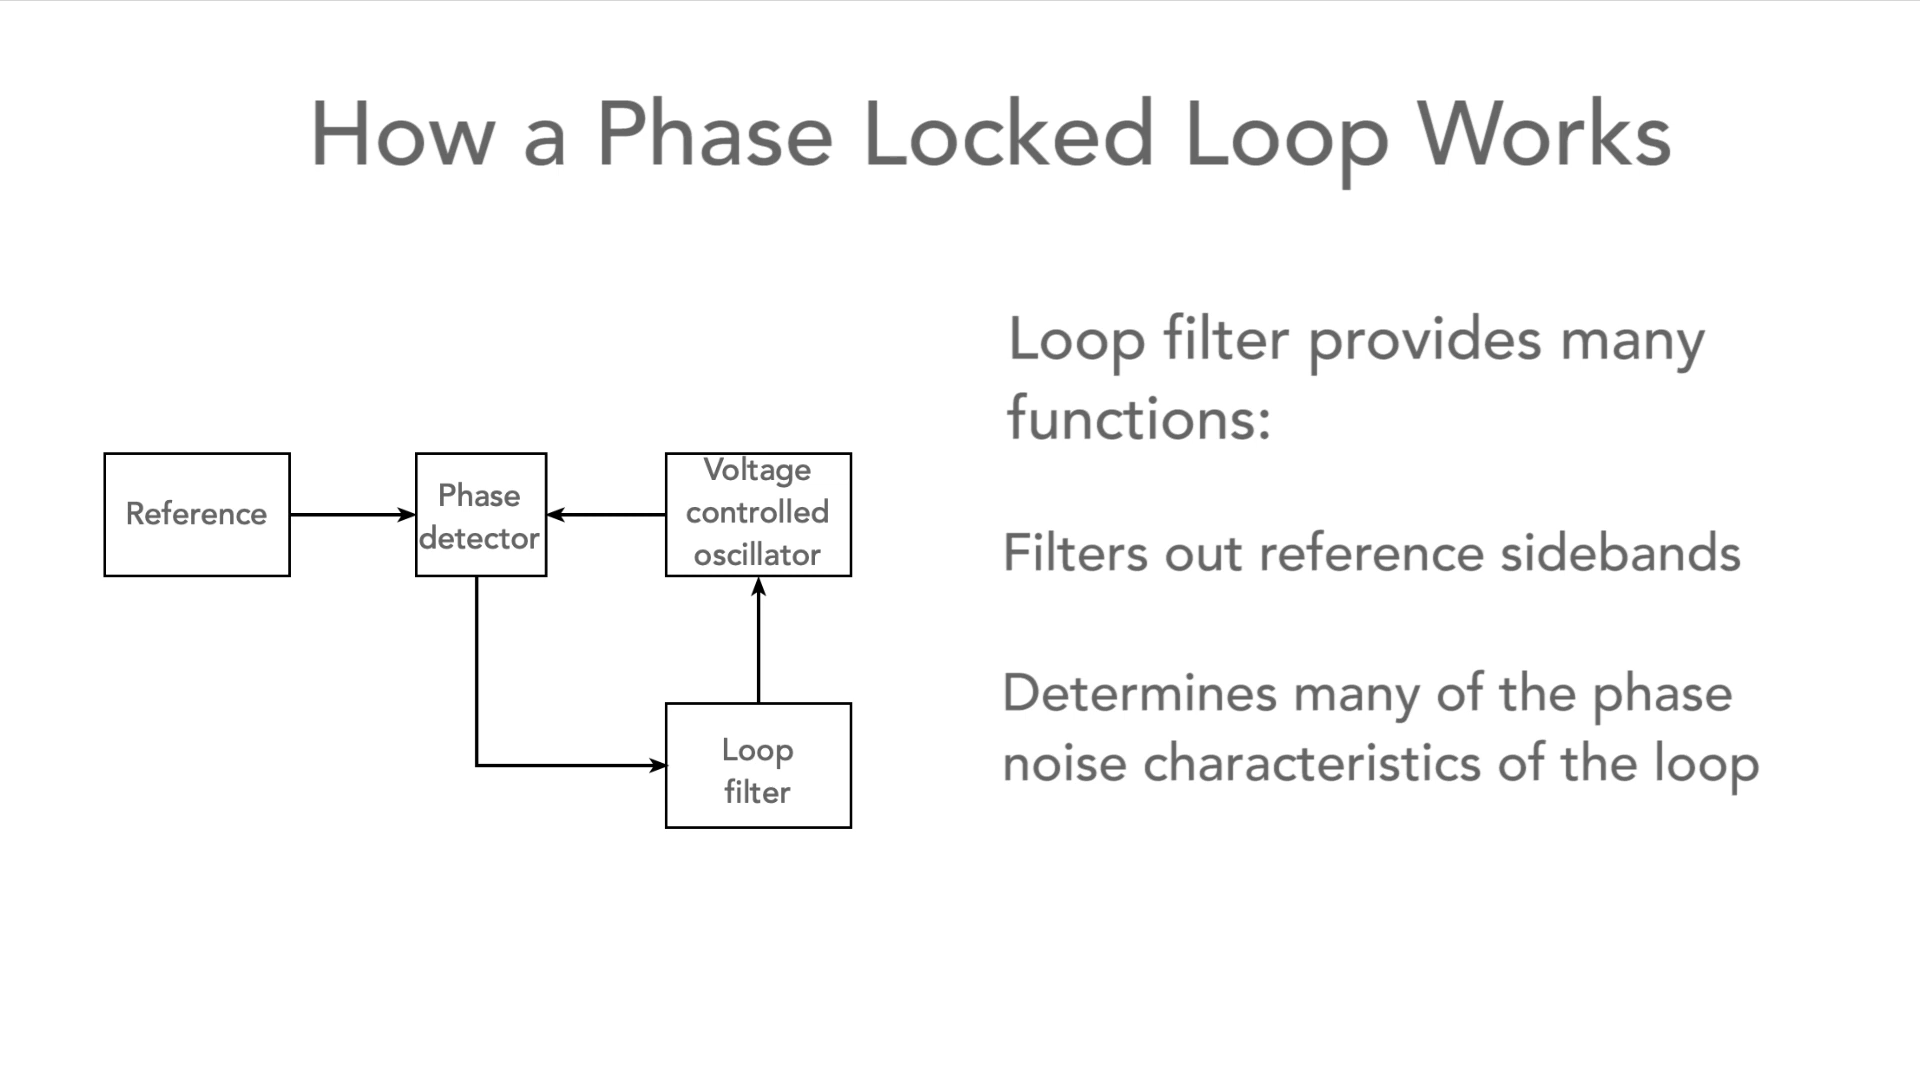 How a Phase Locked Loop Works
Loop filter provides many
functions:
Reference
Phase
detector
Voltage
controlled
oscillator
Filters out reference sidebands
Determines many of the phase
noise characteristics of the loop
Loop
filter